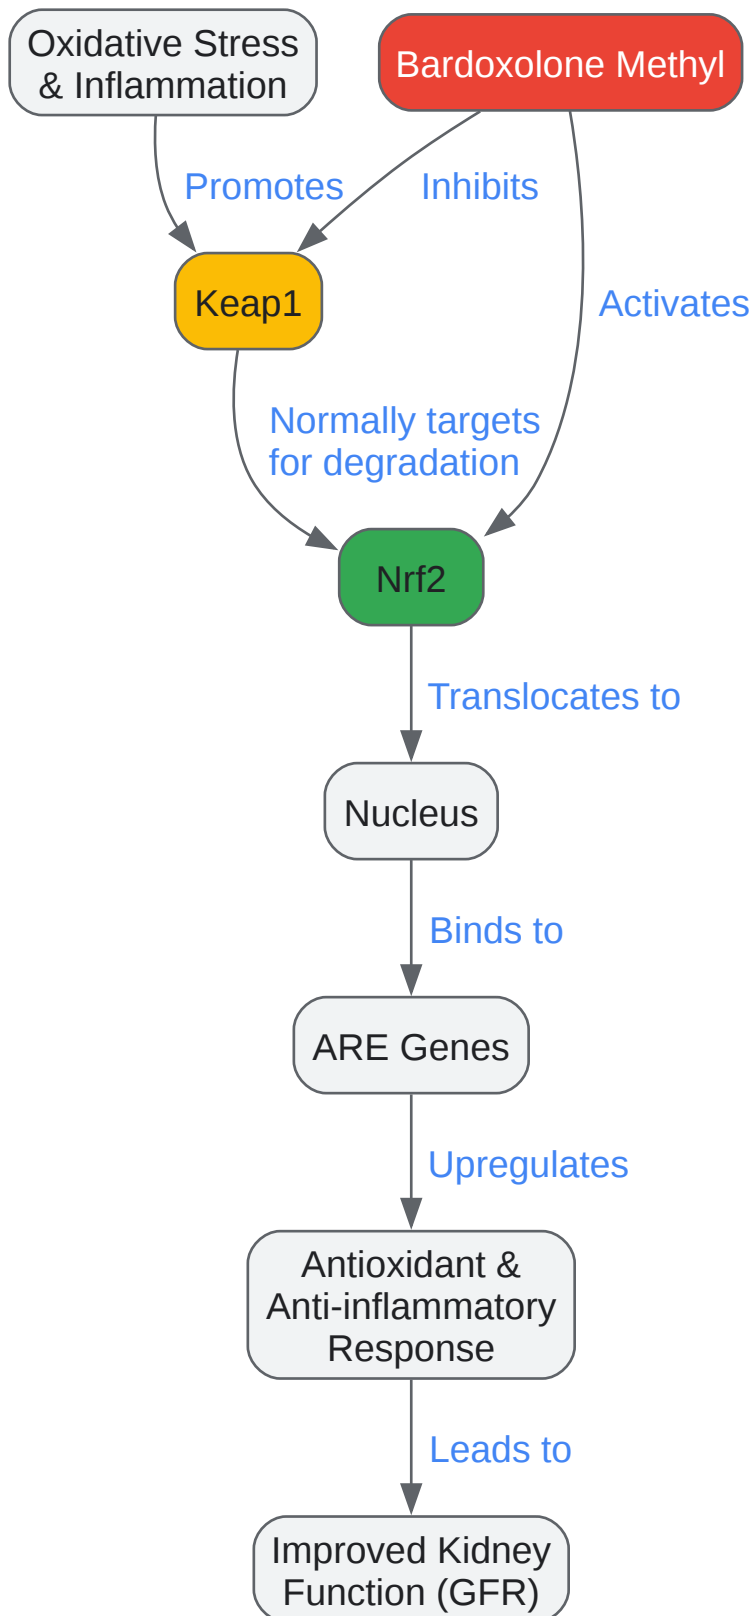 Oxidative Stress
& Inflammation
Bardoxolone Methyl
Promotes
Inhibits
Keap1
Activates
Normally targets
for degradation
Nrf2
Translocates to
Nucleus
Binds to
ARE Genes
Upregulates
Antioxidant &
Anti-inflammatory
Response
Leads to
Improved Kidney
Function (GFR)